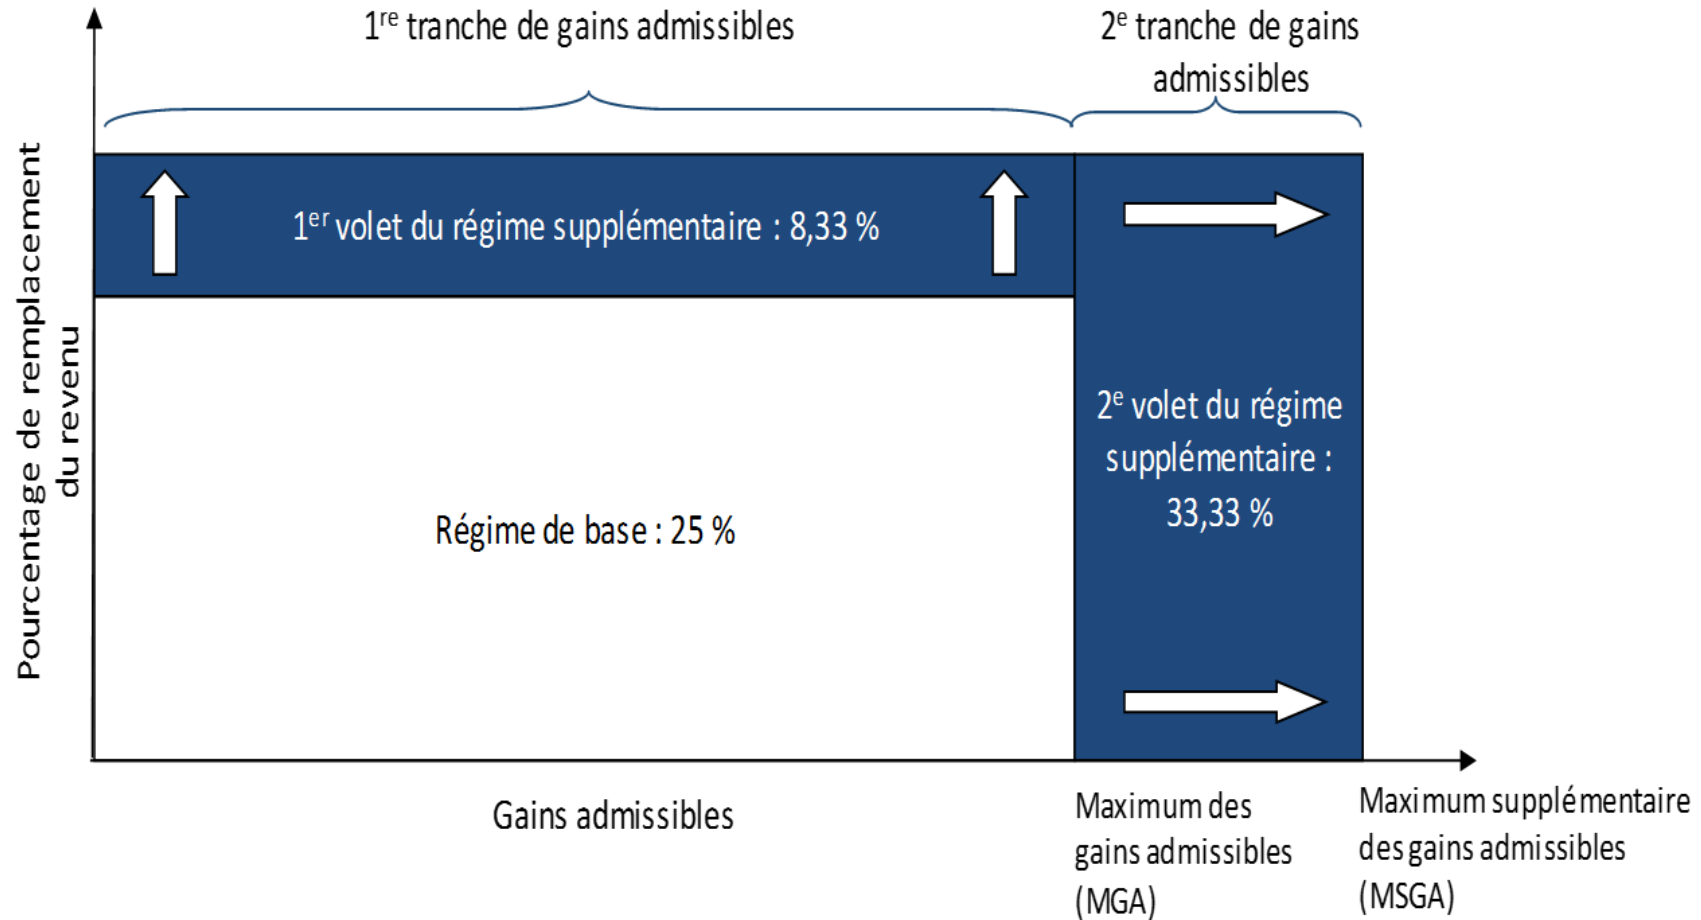 1re tranche de gains admissibles
2e tranche de gains
admissibles
Pourcentage de remplacement
du revenu
1er volet du régime supplémentaire : 8,33 %
Régime de base : 25 %
2e volet du régime
supplémentaire :
33,33 %
Gains admissibles
Maximum des
gains admissibles
(MGA)
Maximum supplémentaire
des gains admissibles
(MSGA)